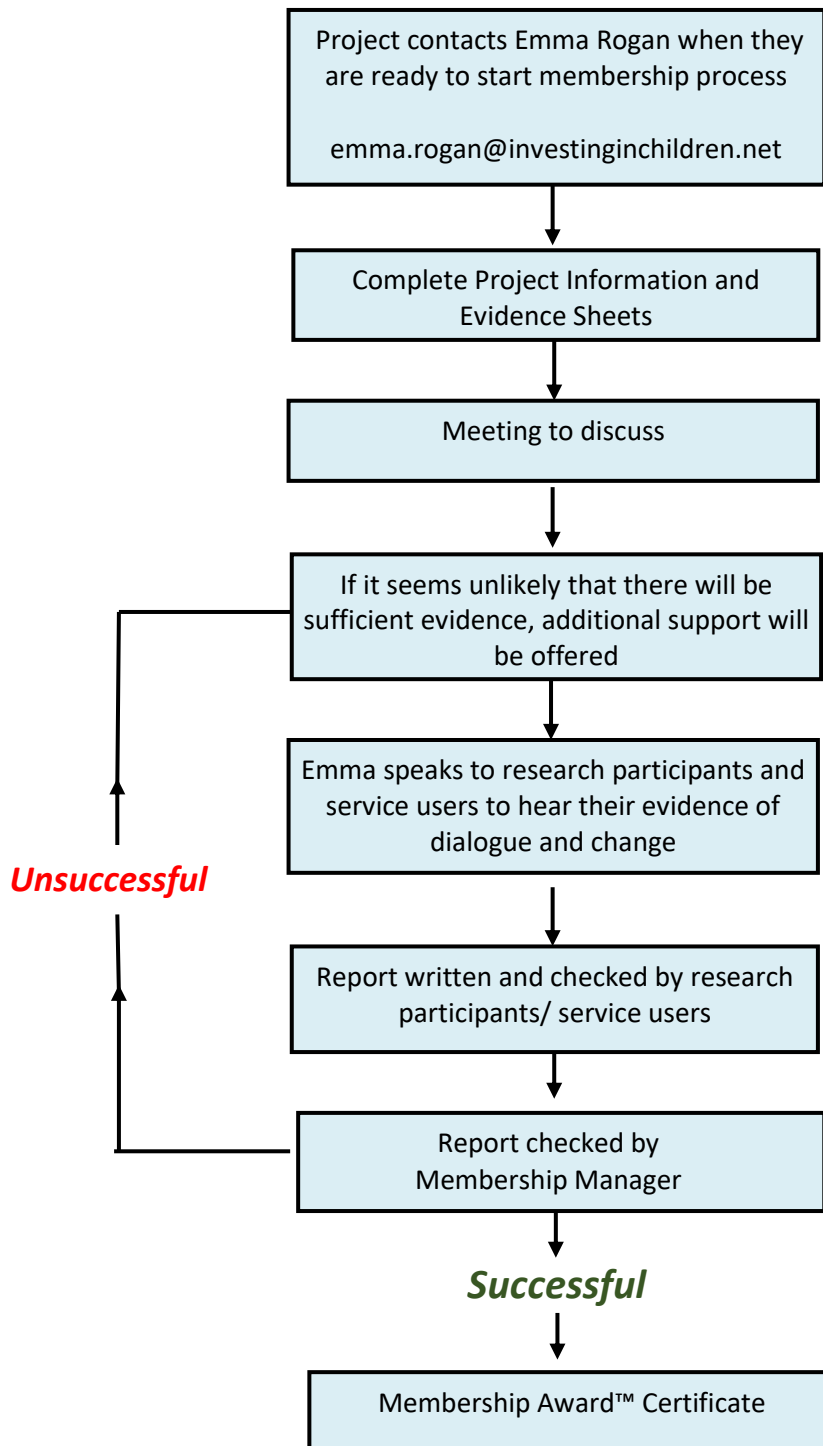 Project contacts Emma Rogan when they
are ready to start membership process
emma.rogan@investinginchildren.net
Complete Project Information and
Evidence Sheets
Meeting to discuss
If it seems unlikely that there will be
sufficient evidence, additional support will
be offered
Emma speaks to research participants and
service users to hear their evidence of
dialogue and change
Unsuccessful
Report written and checked by research
participants/ service users
Report checked by
Membership Manager
Successful
Membership Award™ Certificate